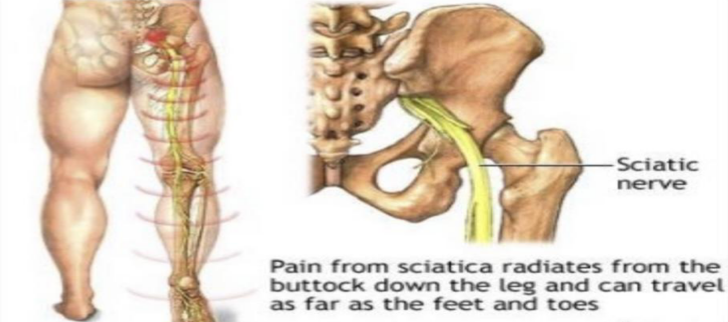 Sciatic
nerve
Pain from sciatica radiates from the
buttock down the leg and can travel
as far as the feet and toes